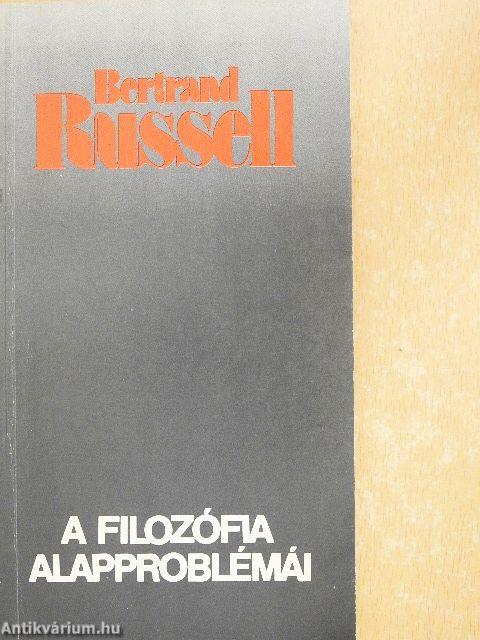 Bertrand
Russell
A FILOZÓFIA
ALAPPROBLÉMÁI
Antikvárium.hu